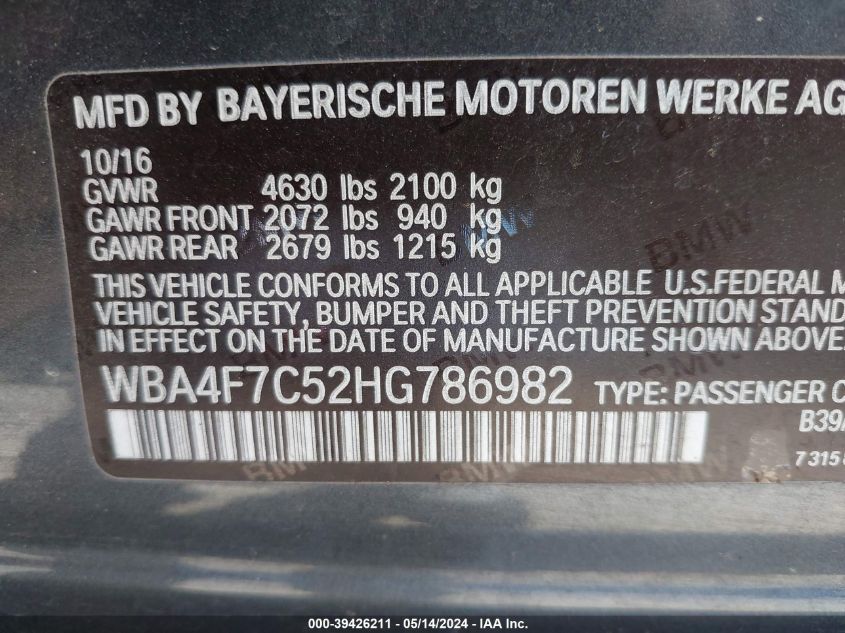 MFD BY BAYERISCHE MOTOREN WERKE AG
10/16
GVWR 4630 lbs 2100 kg
GAWR FRONT 2072 lbs 940 kg
GAWR REAR 2679 lbs 1215 kg
THIS VEHICLE CONFORMS TO ALL APPLICABLE U.S.FEDERAL M
VEHICLE SAFETY, BUMPER AND THEFT PREVENTION STAND
IN EFFECT ON THE DATE OF MANUFACTURE SHOWN ABOVE
WBA4F7C52HG786982 TYPE: PASSENGER C
B39
7 315
000-39426211 - 05/14/2024 - IAA Inc.